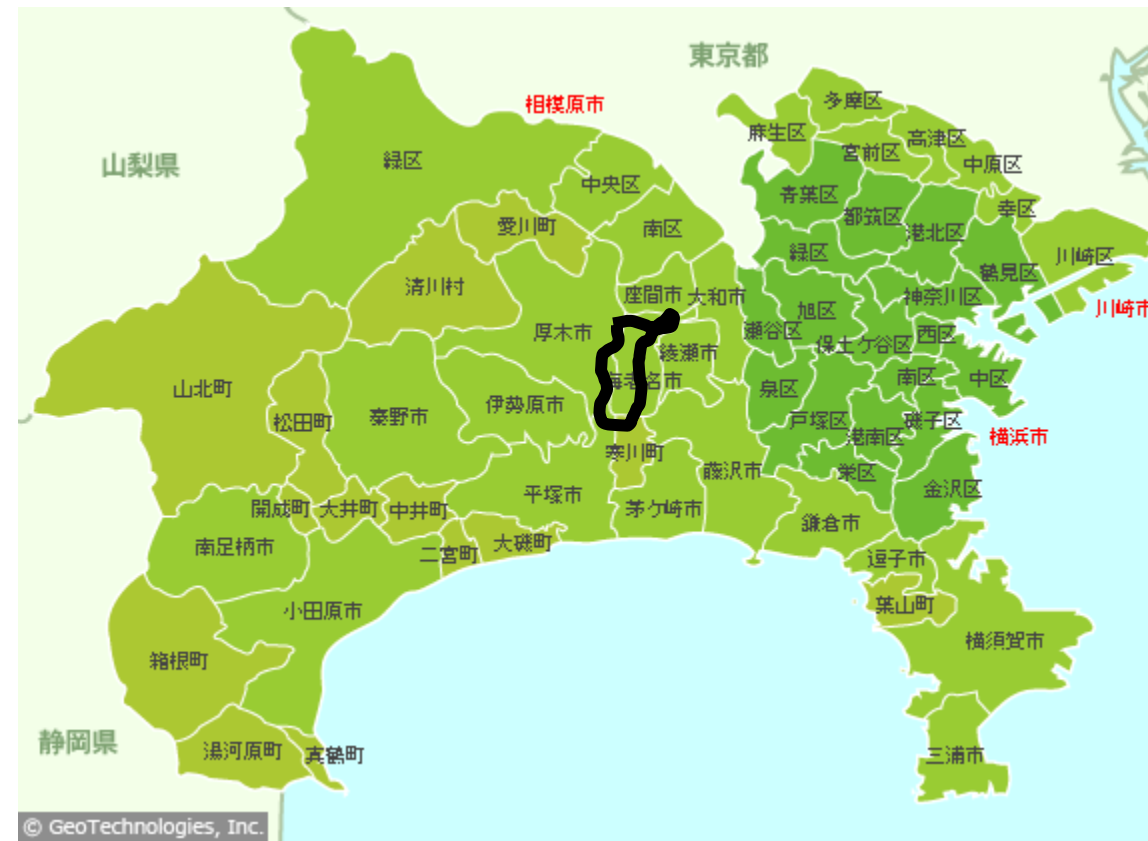 東京都
多摩区
相模原市
麻生区
高津区
宮前区
緑区
山梨県
中原区
中央区
青葉区
幸区
都筑区
愛川町
南区
港北区
緑区
川崎区
鶴見区
清川村
座間市
大和市
神奈川区
川崎市
旭区
厚木市
瀬谷区
西区
保土ケ谷区
綾瀬市
海老名市
南区
中区
山北町
泉区
伊勢原市
秦野市
松田町
戸塚区
磯子区
港南区
横浜市
寒川町
藤沢市
栄区
金沢区
平塚市
開成町
大井町
中井町
茅ケ崎市
鎌倉市
南足柄市
大磯町
二宮町
逗子市
小田原市
葉山町
横須賀市
箱根町
静岡県
湯河原町
真鶴町
三浦市
© GeoTechnologies, Inc.